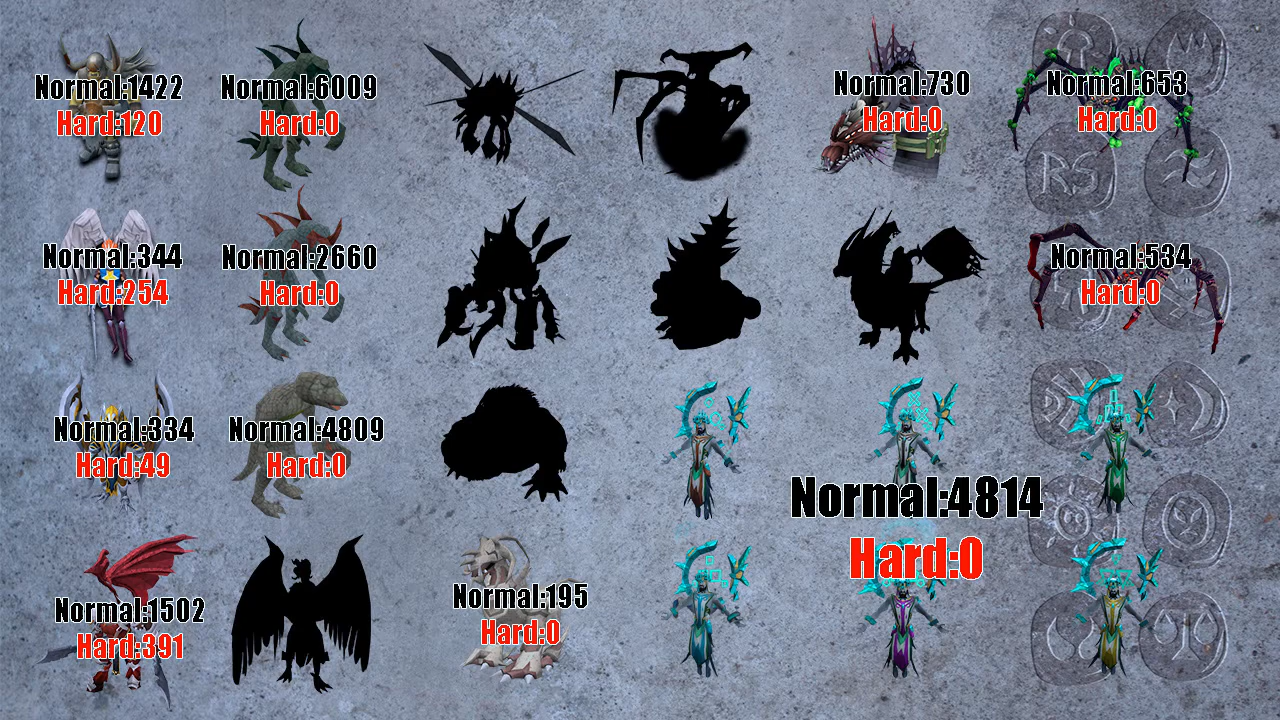 Normal:1422
Hard:120
Normal:6009
Hard:0
Normal:730
Hard:0
Normal:653
Hard:0
RS
Normal:344
Hard:254
Normal:2660
Hard:0
Normal:534
Hard:0
Normal:334
Hard:49
Normal:4809
Hard:0
Normal:4814
Hard:0
Normal:1502
Hard:391
Normal:195
Hard:0